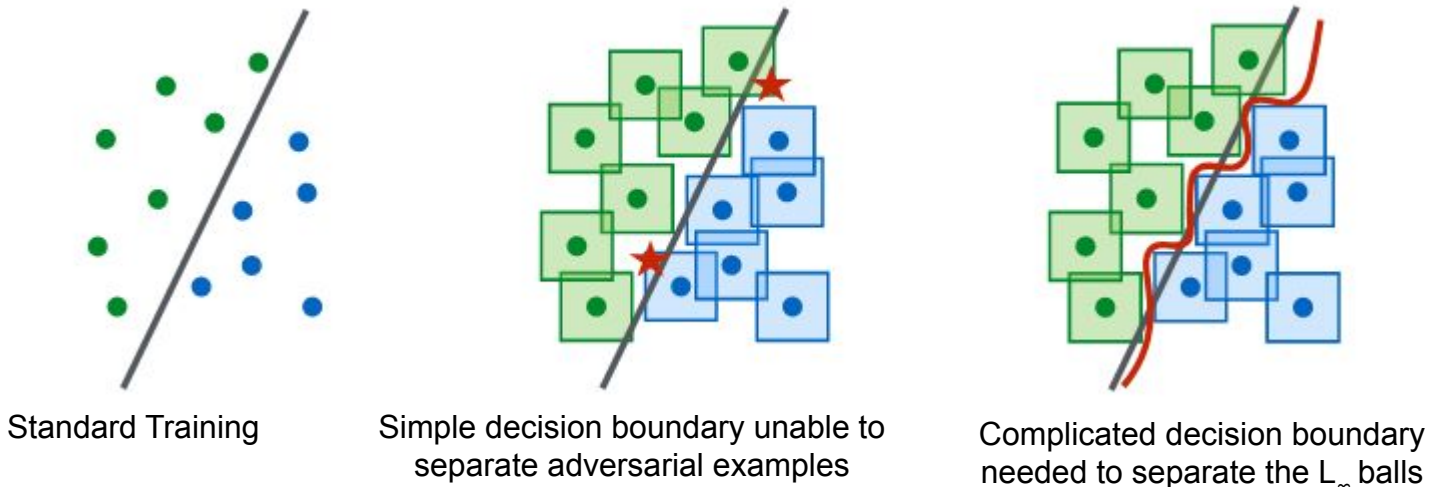 Standard Training
Simple decision boundary unable to
separate adversarial examples
Complicated decision boundary
needed to separate the L∞ balls